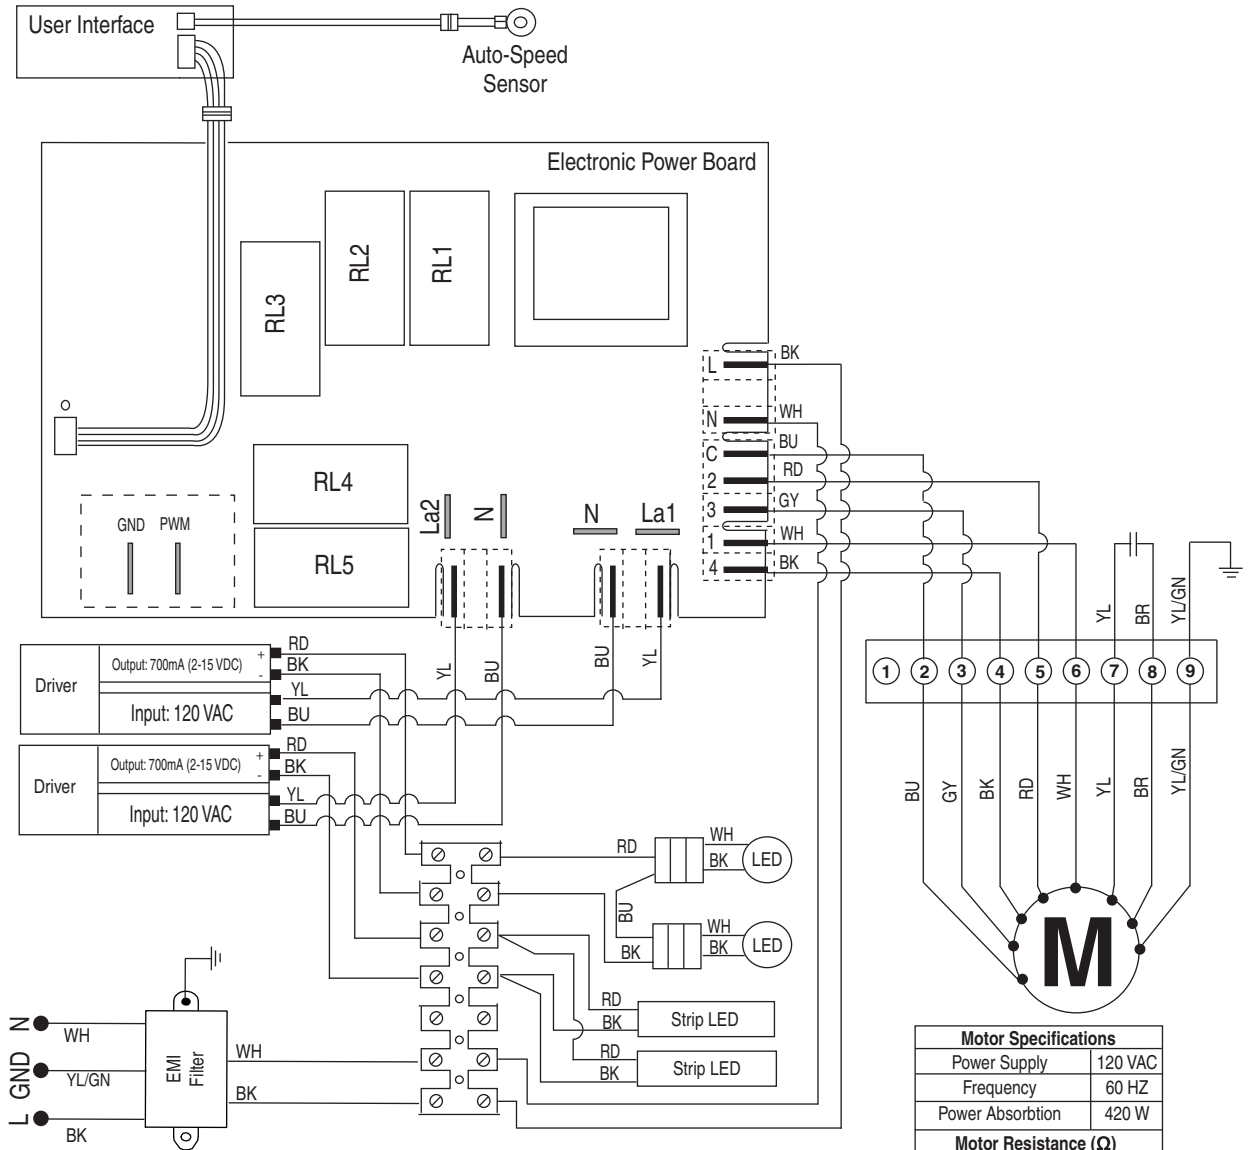 User Interface
Auto-Speed
Sensor
Electronic Power Board
RL2
RL1
RL3
L
BK
N
WH
C
BU
2
RD
3
GY
1
WH
4
BK
RL4
RL5
La2
N
N
La1
GND
PWM
YL
BR
YL/GN
1
2
3
4
5
6
7
8
9
Driver
Output: 700mA (2-15 VDC)
+
-
Input: 120 VAC
RD
BK
YL
BU
YL
BU
BU
YL
Driver
Output: 700mA (2-15 VDC)
+
-
Input: 120 VAC
RD
BK
YL
BU
BU
GY
BK
RD
WH
YL
BR
YL/GN
RD
WH
BK
LED
BU
BK
WH
BK
LED
RD
BK
Strip LED
RD
BK
Strip LED
M
N
WH
GND
YL/GN
L
BK
EMI
Filter
WH
BK
Motor Specifications
Power Supply 120 VAC
Frequency 60 HZ
Power Absorbtion 420 W
Motor Resistance (Ω)